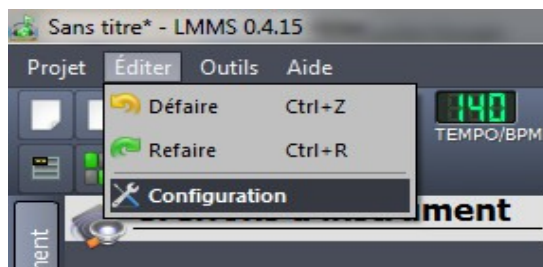 Sans titre* - LMMS 0.4.15
Projet Éditer Outils Aide
Défaire Ctrl+Z
Refaire Ctrl+R
Configuration
140
TEMPO/BPM
ment
ment